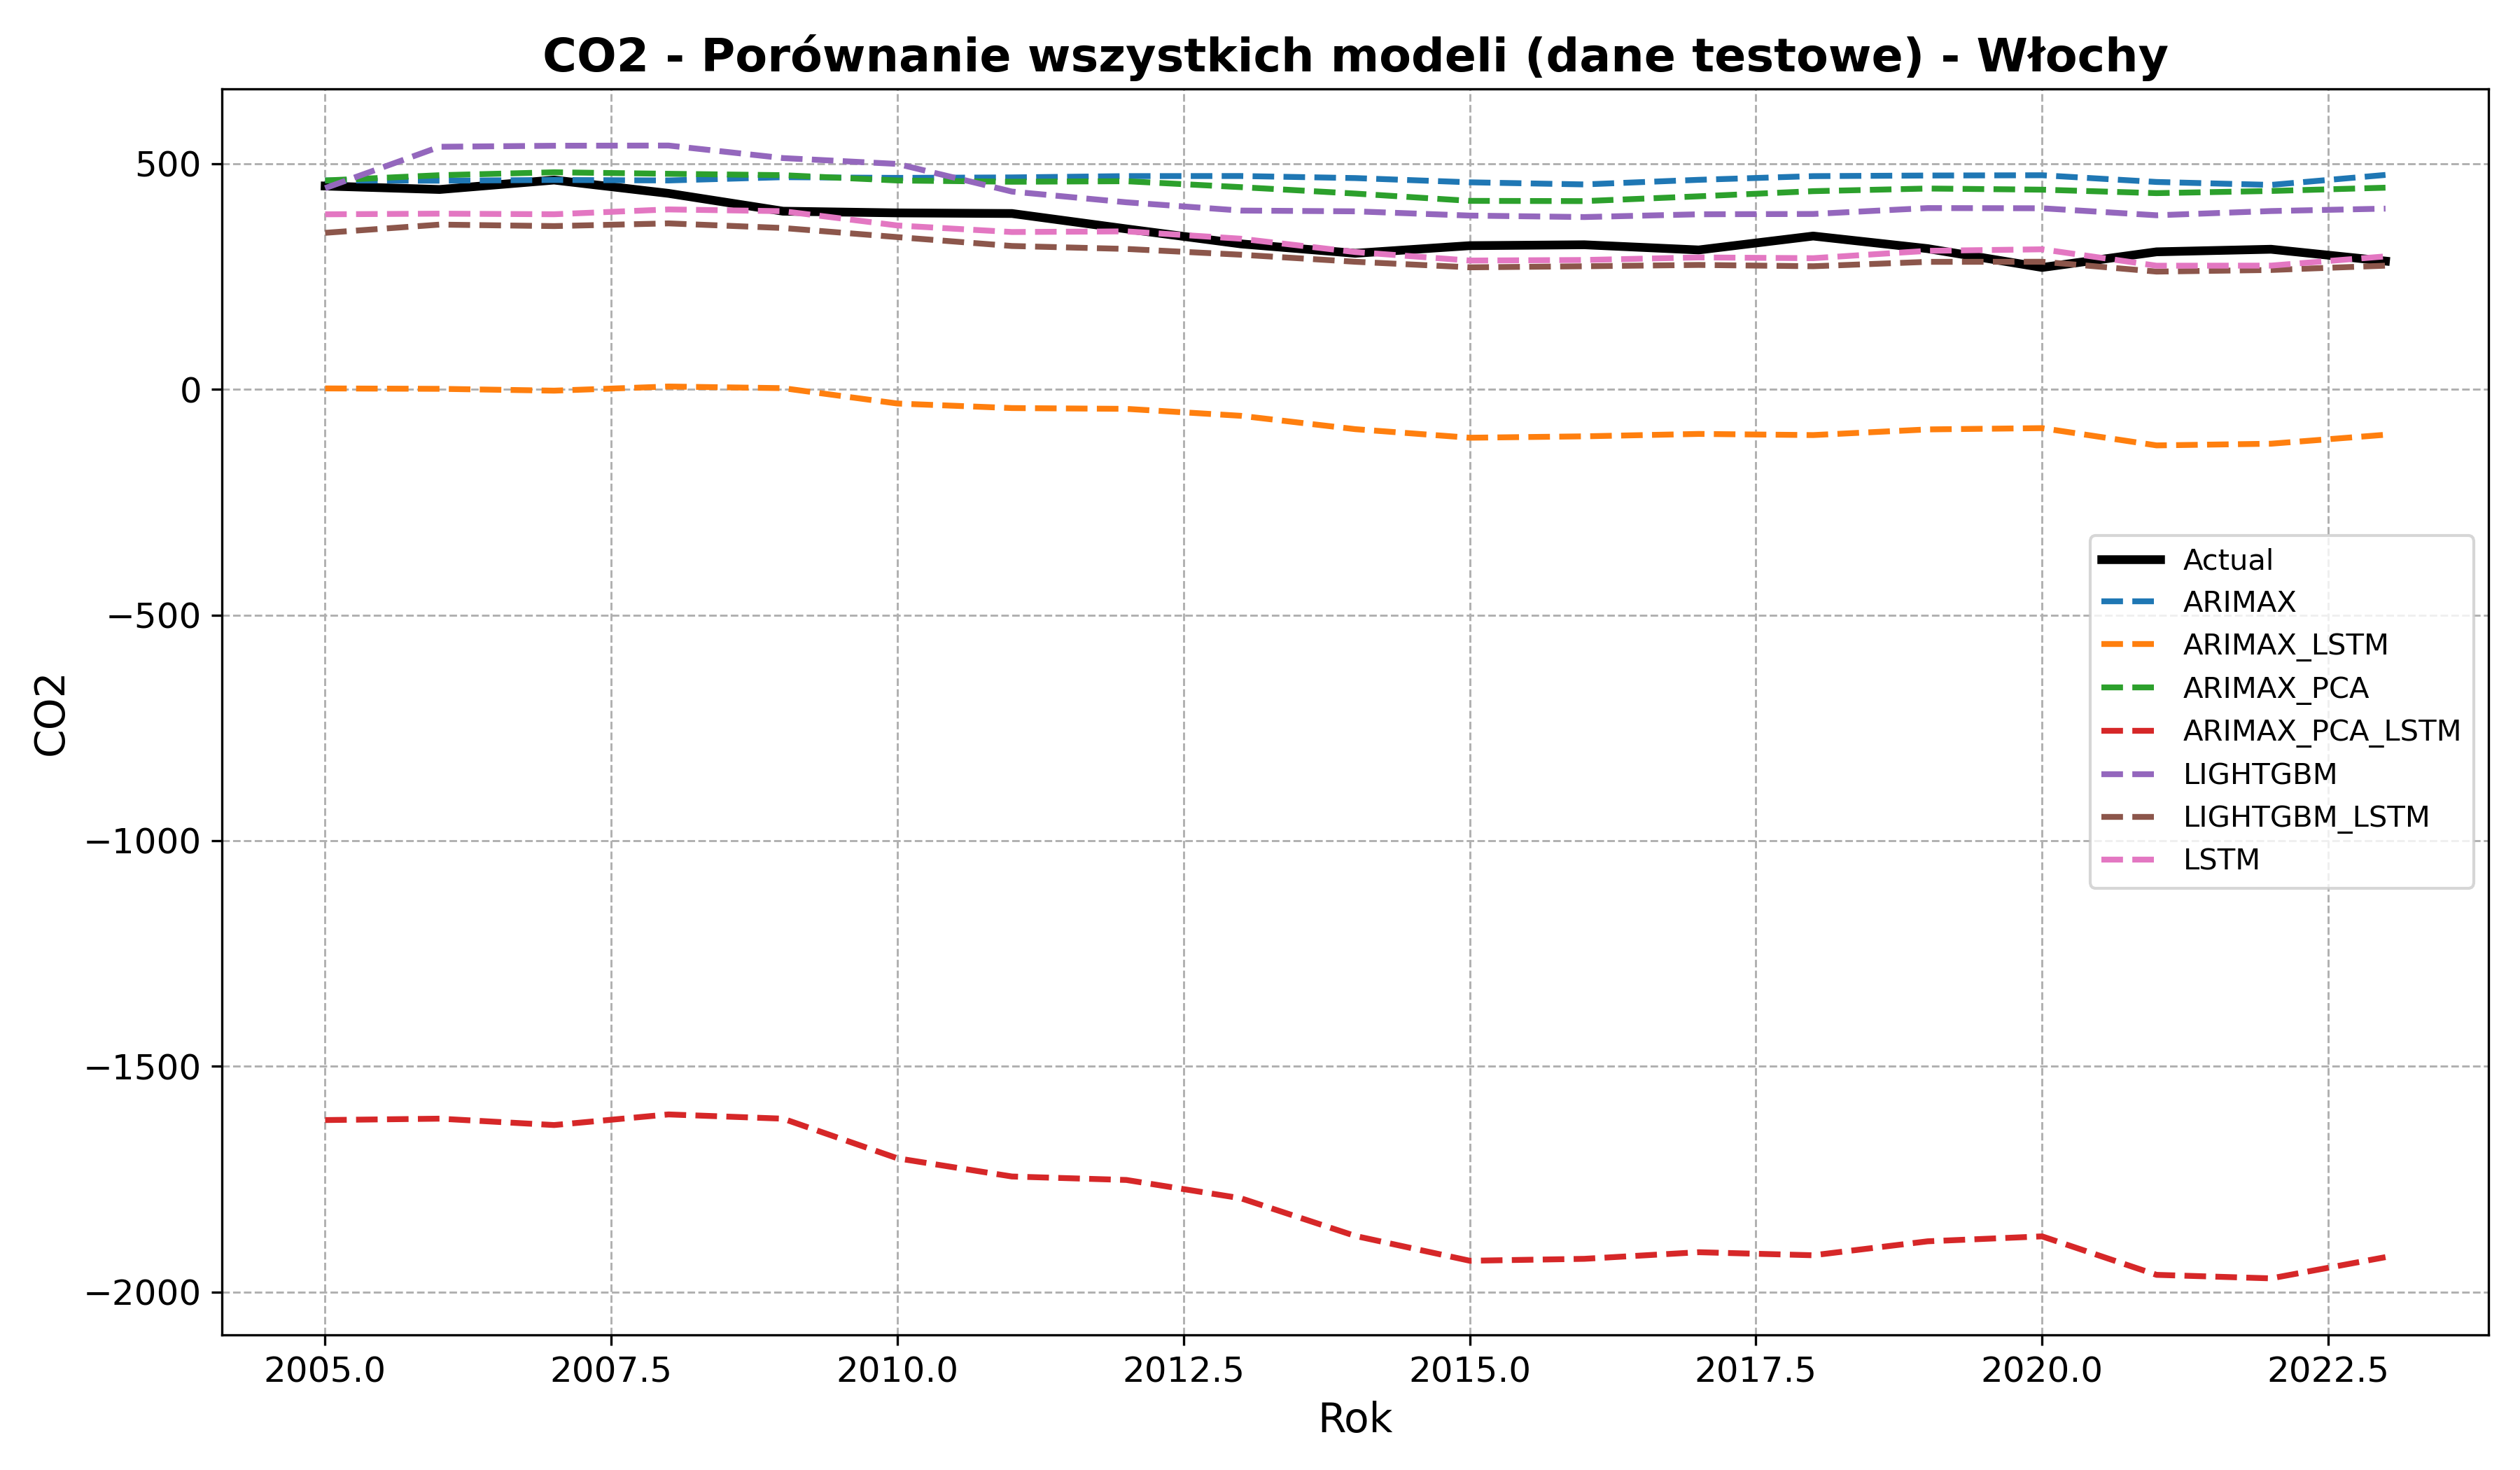 CO2 - Porównanie wszystkich modeli (dane testowe) - Włochy
CO2
500
0
−500
−1000
−1500
−2000
Actual
ARIMAX
ARIMAX_LSTM
ARIMAX_PCA
ARIMAX_PCA_LSTM
LIGHTGBM
LIGHTGBM_LSTM
LSTM
2005.0 2007.5 2010.0 2012.5 2015.0 2017.5 2020.0 2022.5
Rok